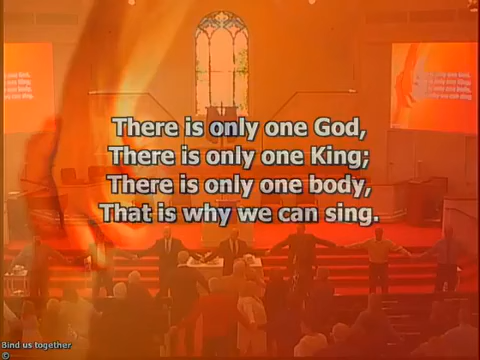 There is only one God,
There is only one King;
There is only one body,
That is why we can sing.
Bind us together
©